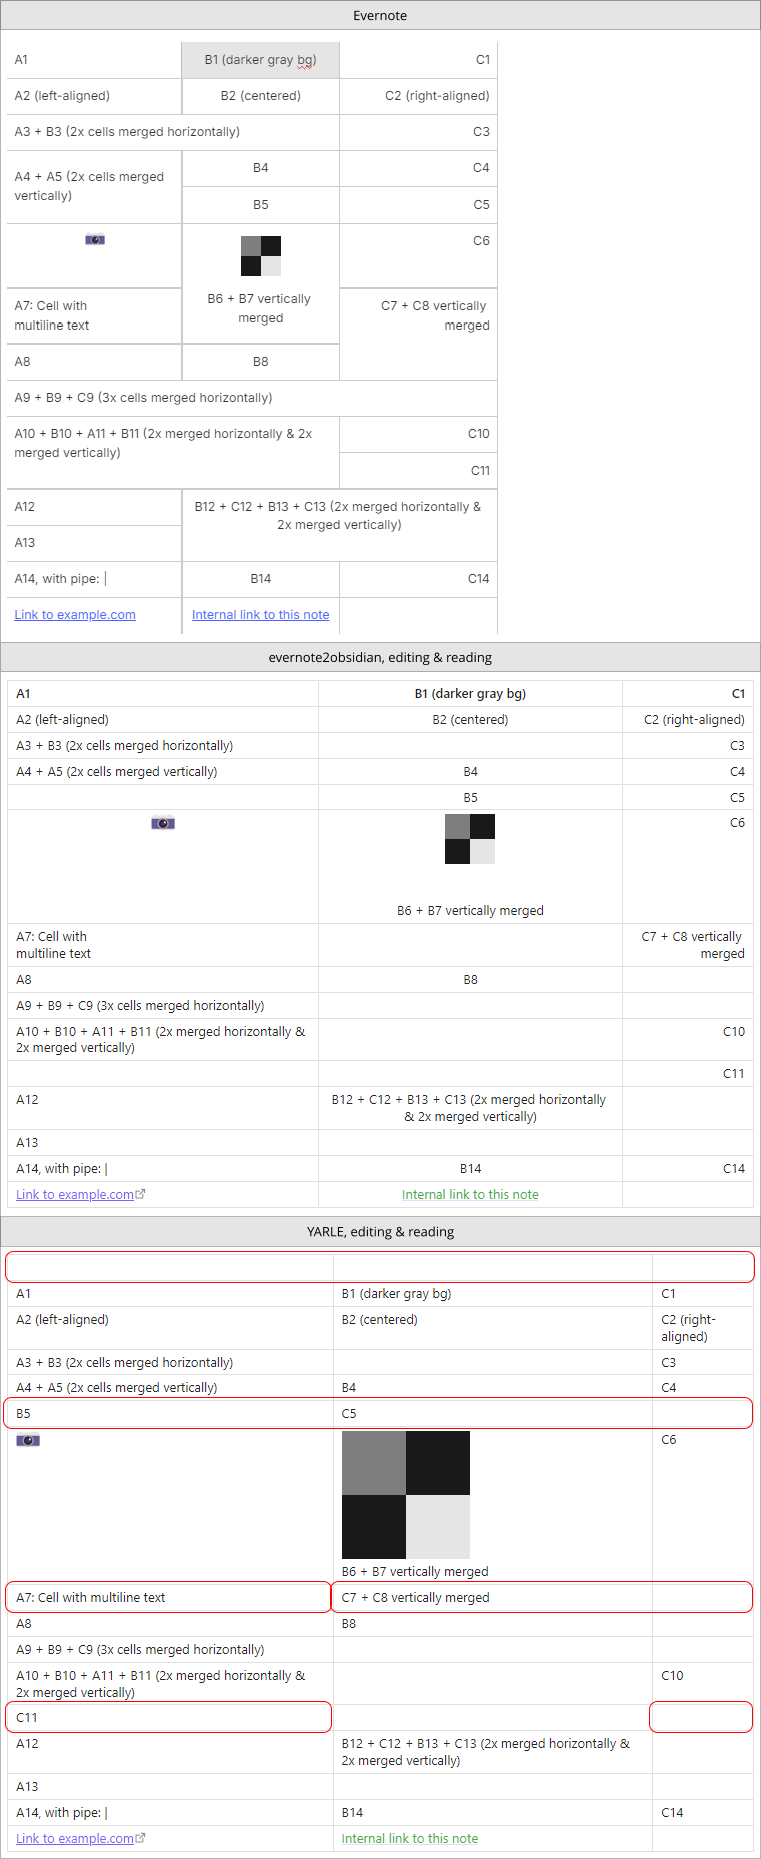 Evernote
A1 B1 (darker gray bg) C1
A2 (left-aligned) B2 (centered) C2 (right-aligned)
A3 + B3 (2x cells merged horizontally) C3
A4 + A5 (2x cells merged
vertically)
B4 C4
B5 C5
C6
B6 + B7 vertically
merged
A7: Cell with
multiline text
C7 + C8 vertically
merged
A8 B8
A9 + B9 + C9 (3x cells merged horizontally)
A10 + B10 + A11 + B11 (2x merged horizontally & 2x
merged vertically)
C10
C11
A12
B12 + C12 + B13 + C13 (2x merged horizontally &
2x merged vertically)
A13
A14, with pipe: | B14 C14
Link to example.com Internal link to this note
evernote2obsidian, editing & reading
A1 B1 (darker gray bg) C1
A2 (left-aligned) B2 (centered) C2 (right-aligned)
A3 + B3 (2x cells merged horizontally) C3
A4 + A5 (2x cells merged vertically) B4 C4
B5 C5
C6
B6 + B7 vertically merged
A7: Cell with
multiline text
C7 + C8 vertically
merged
A8 B8
A9 + B9 + C9 (3x cells merged horizontally)
A10 + B10 + A11 + B11 (2x merged horizontally &
2x merged vertically)
C10
C11
A12
B12 + C12 + B13 + C13 (2x merged horizontally
& 2x merged vertically)
A13
A14, with pipe: | B14 C14
Link to example.com Internal link to this note
YARLE, editing & reading
A1 B1 (darker gray bg) C1
A2 (left-aligned) B2 (centered) C2 (right-
aligned)
A3 + B3 (2x cells merged horizontally) C3
A4 + A5 (2x cells merged vertically) B4 C4
B5 C5
C6
B6 + B7 vertically merged
A7: Cell with multiline text C7 + C8 vertically merged
A8 B8
A9 + B9 + C9 (3x cells merged horizontally)
A10 + B10 + A11 + B11 (2x merged horizontally &
2x merged vertically)
C10
C11
A12
B12 + C12 + B13 + C13 (2x merged horizontally &
2x merged vertically)
A13
A14, with pipe: | B14 C14
Link to example.com Internal link to this note